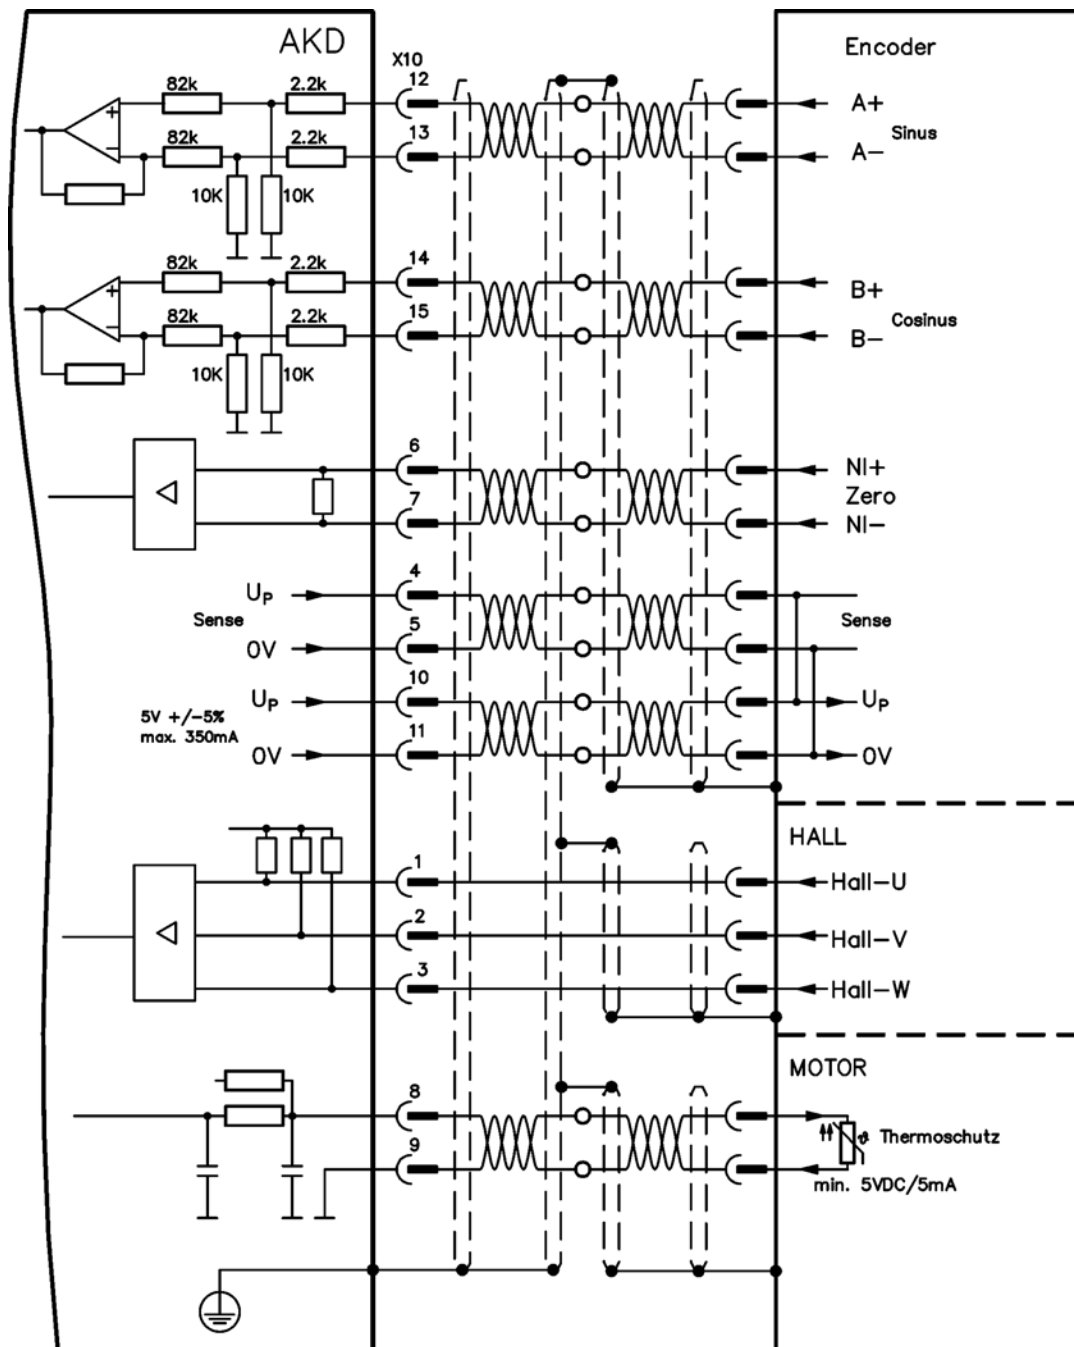 AKD
X10
Encoder
82k
2.2k
12
A+
Sinus
82k
2.2k
13
A-
10K
10K
82k
2.2k
14
B+
Cosinus
82k
2.2k
15
B-
10K
10K
6
NI+
Zero
7
NI-
UP
4
Sense
Sense
0V
5
UP
10
UP
5V +/-5%
max. 350mA
0V
11
0V
HALL
1
Hall-U
2
Hall-V
3
Hall-W
MOTOR
8
ϑ Thermoschutz
9
min. 5VDC/5mA